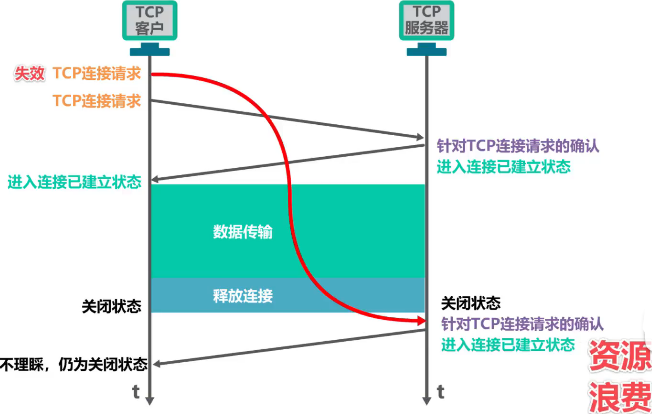 TCP
客户
TCP
服务器
失效 TCP连接请求
TCP连接请求
针对TCP连接请求的确认
进入连接已建立状态
进入连接已建立状态
数据传输
释放连接
关闭状态
关闭状态
针对TCP连接请求的确认
进入连接已建立状态
不理睬，仍为关闭状态
资源
浪费
t
t